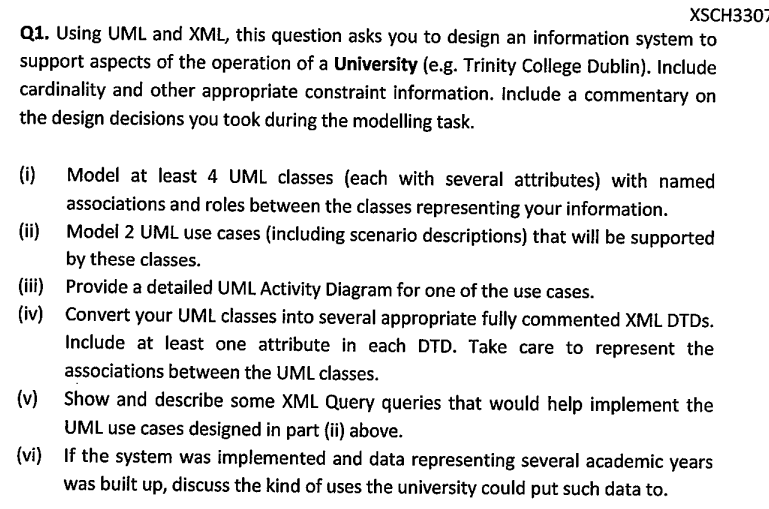 XSCH3307
Q1. Using UML and XML, this question asks you to design an information system to
support aspects of the operation of a University (e.g. Trinity College Dublin). Include
cardinality and other appropriate constraint information. Include a commentary on
the design decisions you took during the modelling task.
(i) Model at least 4 UML classes (each with several attributes) with named
associations and roles between the classes representing your information.
(ii) Model 2 UML use cases (including scenario descriptions) that will be supported
by these classes.
(iii) Provide a detailed UML Activity Diagram for one of the use cases.
(iv) Convert your UML classes into several appropriate fully commented XML DTDs.
Include at least one attribute in each DTD. Take care to represent the
associations between the UML classes.
(v) Show and describe some XML Query queries that would help implement the
UML use cases designed in part (ii) above.
(vi) If the system was implemented and data representing several academic years
was built up, discuss the kind of uses the university could put such data to.